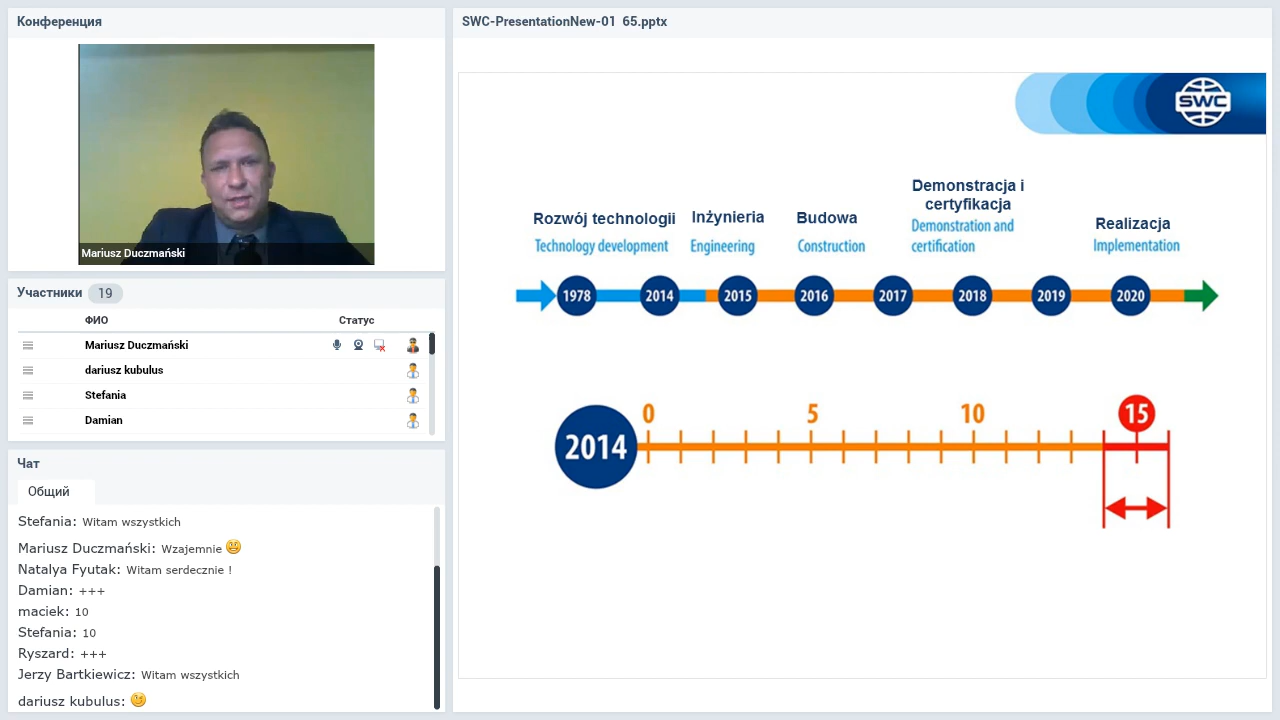 Конференция
Mariusz Duczmański
Участники 19
ФИО Статус
Mariusz Duczmański
dariusz kubulus
Stefania
Damian
Чат
Общий
Stefania: Witam wszystkich
Mariusz Duczmański: Wzajemnie
Natalya Fyutak: Witam serdecznie !
Damian: +++
maciek: 10
Stefania: 10
Ryszard: +++
Jerzy Bartkiewicz: Witam wszystkich
dariusz kubulus:
SWC-PresentationNew-01 65.pptx
SWC
Rozwój technologii
Technology development
Inżynieria
Engineering
Budowa
Construction
Demonstracja i
certyfikacja
Demonstration and
certification
Realizacja
Implementation
1978 2014 2015 2016 2017 2018 2019 2020
2014 0 5 10 15